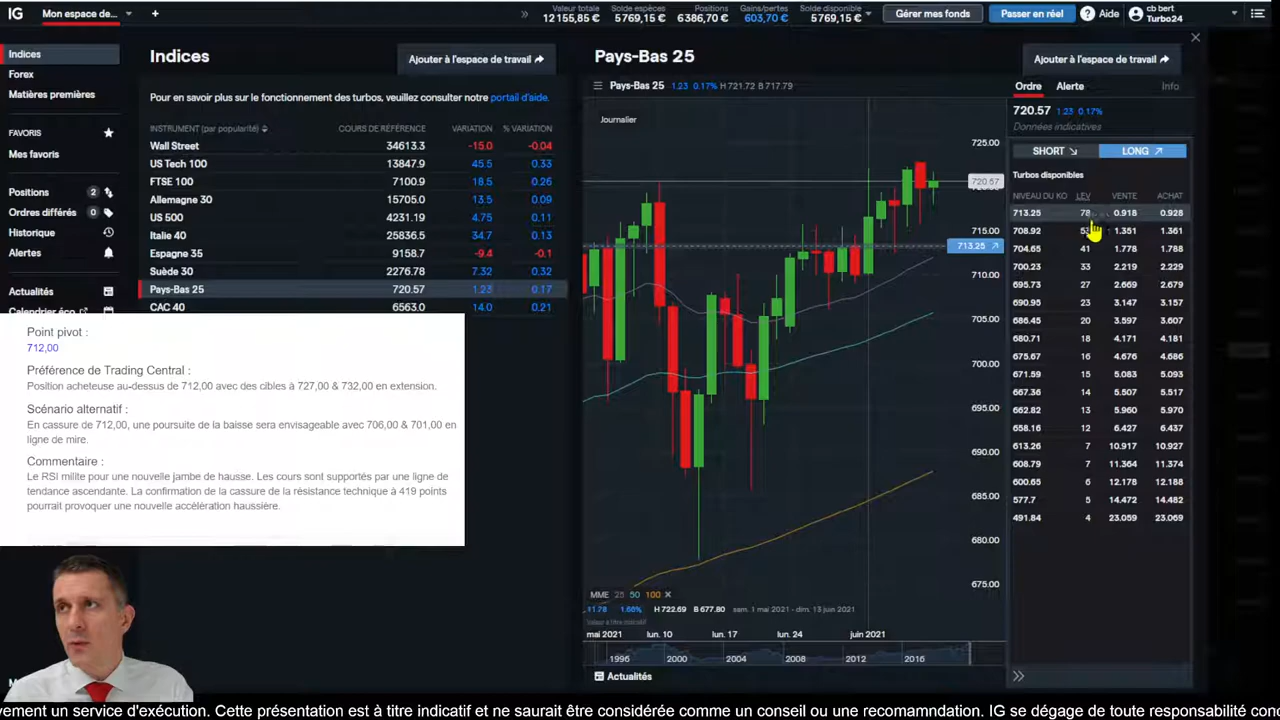 IG
Mon espace de...
+
Valeur totale
12 155,85 €
Solde espèces
5 769,15 €
Positions
6 386,70 €
Gains/pertes
603,70 €
Solde disponible
5 769,15 €
Gérer mes fonds
Passer en réel
Aide
cb bert
Turbo24
Indices
Forex
Matières premières
FAVORIS
Mes favoris
Positions 2
Ordres différés 0
Historique
Alertes
Actualités
Calendrier éco.
Indices
Ajouter à l'espace de travail
Pour en savoir plus sur le fonctionnement des turbos, veuillez consulter notre portail d'aide.
INSTRUMENT (par popularité) COURS DE RÉFÉRENCE VARIATION % VARIATION
Wall Street 34613.3 -15.0 -0.04
US Tech 100 13847.9 45.5 0.33
FTSE 100 7100.9 18.5 0.26
Allemagne 30 15705.0 13.5 0.09
US 500 4231.19 4.75 0.11
Italie 40 25836.5 34.7 0.13
Espagne 35 9158.7 -9.4 -0.1
Suède 30 2276.78 7.32 0.32
Pays-Bas 25 720.57 1.23 0.17
CAC 40 6563.0 14.0 0.21
Point pivot :
712,00
Préférence de Trading Central :
Position acheteuse au-dessus de 712,00 avec des cibles à 727,00 & 732,00 en extension.
Scénario alternatif :
En cassure de 712,00, une poursuite de la baisse sera envisageable avec 706,00 & 701,00 en
ligne de mire.
Commentaire :
Le RSI milite pour une nouvelle jambe de hausse. Les cours sont supportés par une ligne de
tendance ascendante. La confirmation de la cassure de la résistance technique à 419 points
pourrait provoquer une nouvelle accélération haussière.
Pays-Bas 25
Ajouter à l'espace de travail
Pays-Bas 25 1.23 0.17% H 721.72 B 717.79
Journalier
725.00
720.57
715.00
713.25
710.00
705.00
700.00
695.00
690.00
685.00
680.00
675.00
MME 25 50 100
11.78 1.66% H 722.69 B 677.80 sam. 1 mai 2021 - dim. 13 juin 2021
Valeur à titre indicatif
mai 2021 lun. 10 lun. 17 lun. 24 juin 2021
1996 2000 2004 2008 2012 2016
Actualités
Ordre Alerte Info
720.57 1.23 0.17%
Données indicatives
SHORT LONG
Turbos disponibles
NIVEAU DU KO LEV VENTE ACHAT
713.25 78 0.918 0.928
708.92 1.351 1.361
704.65 41 1.778 1.788
700.23 33 2.219 2.229
695.73 27 2.669 2.679
690.95 23 3.147 3.157
686.45 20 3.597 3.607
680.71 18 4.171 4.181
675.67 16 4.676 4.686
671.59 15 5.083 5.093
667.36 14 5.507 5.517
662.82 13 5.960 5.970
658.16 12 6.427 6.437
613.26 7 10.917 10.927
608.79 7 11.364 11.374
600.65 6 12.178 12.188
577.7 5 14.472 14.482
491.84 4 23.059 23.069
vement un service d'exécution. Cette présentation est à titre indicatif et ne saurait être considérée comme un conseil ou une recomamndation. IG se dégage de toute responsabilité conc